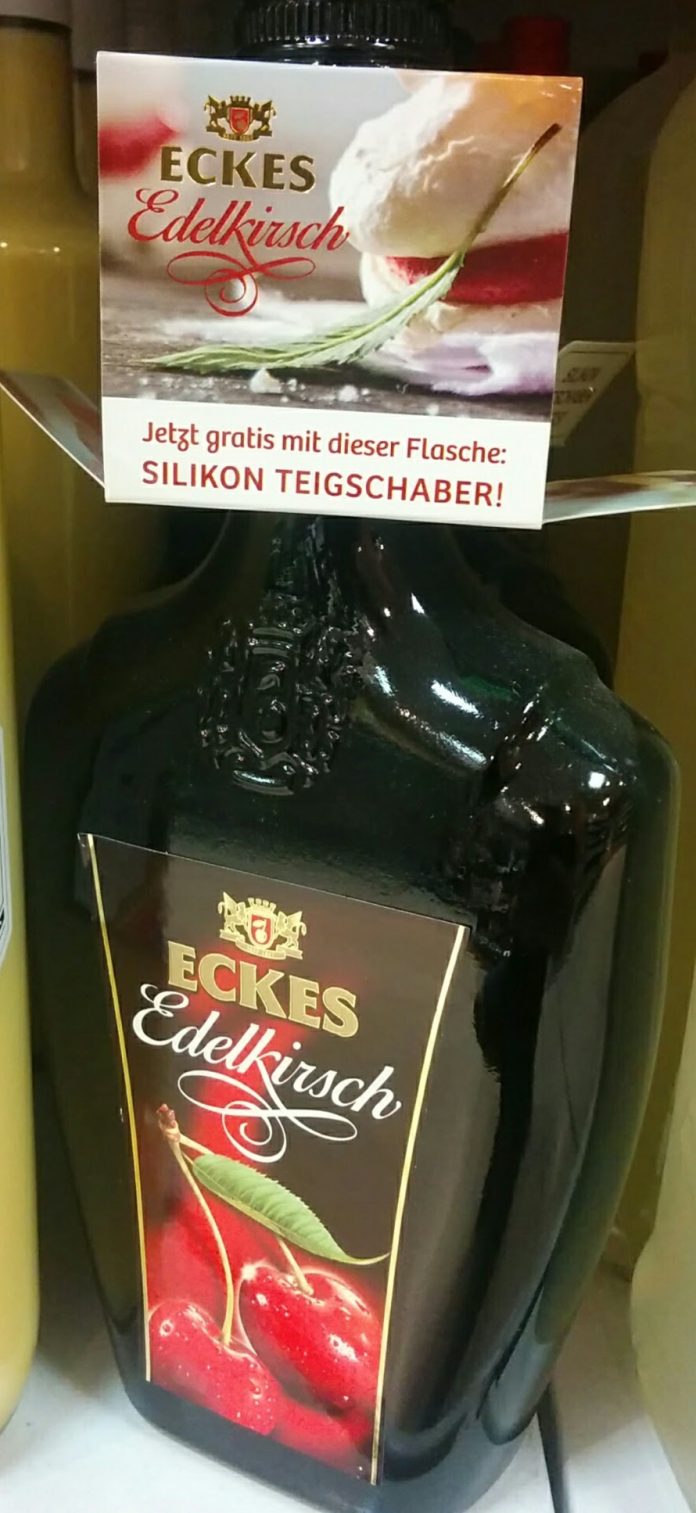 ECKES
Edelkirsch
Jetzt gratis mit dieser Flasche:
SILIKON TEIGSCHABER!
ECKES
Edelkirsch